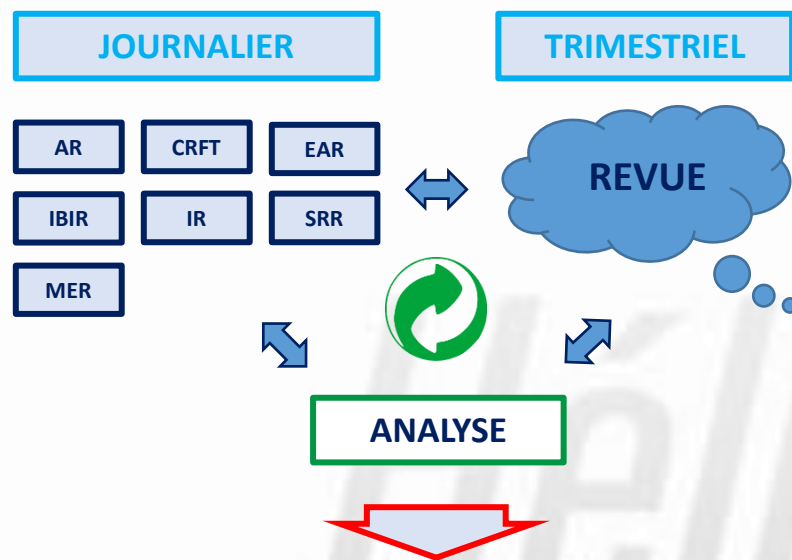 JOURNALIER
TRIMESTRIEL
AR
CRFT
EAR
REVUE
IBIR
IR
SRR
MER
ANALYSE